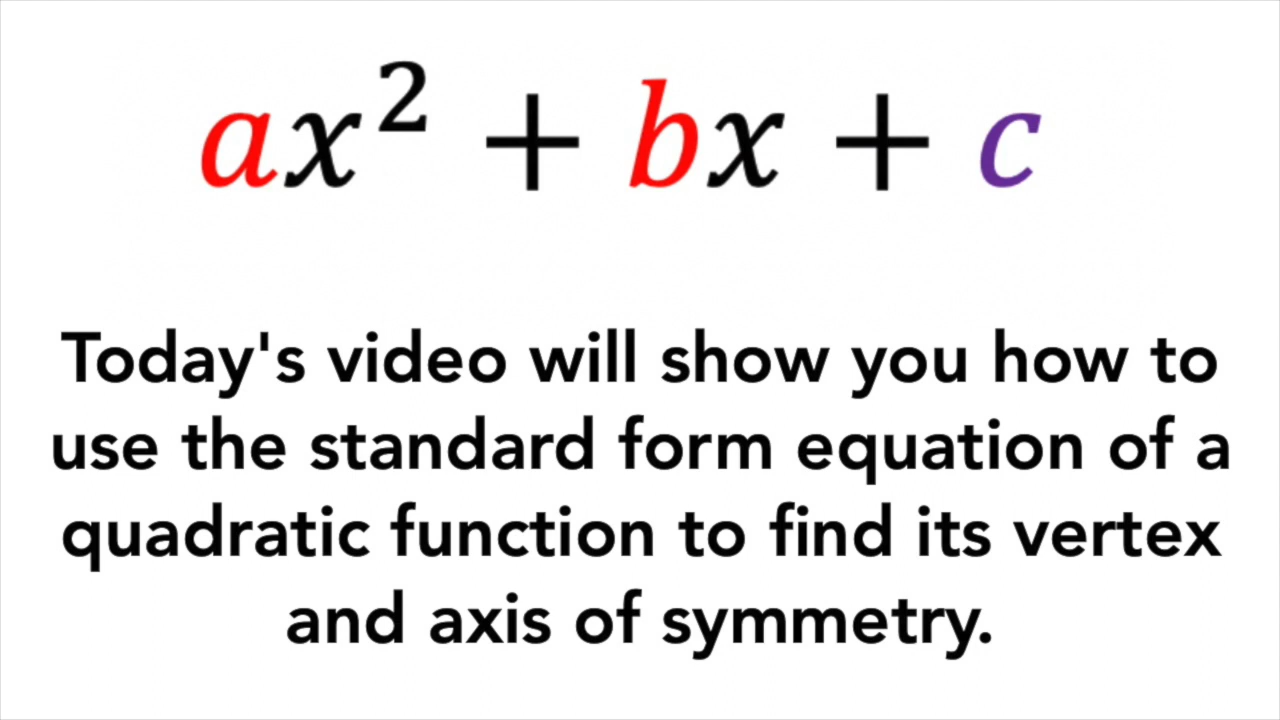 ax² + bx + c
Today's video will show you how to
use the standard form equation of a
quadratic function to find its vertex
and axis of symmetry.